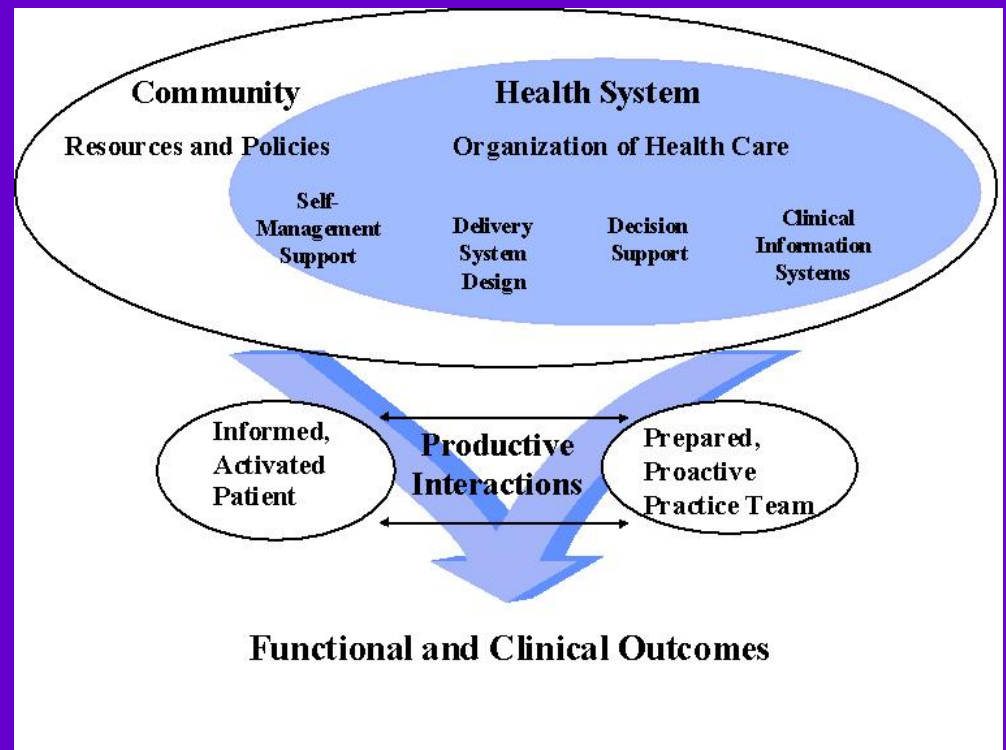 Community
Health System
Resources and Policies
Organization of Health Care
Self-
Management
Support
Delivery
System
Design
Decision
Support
Clinical
Information
Systems
Informed,
Activated
Patient
Productive
Interactions
Prepared,
Proactive
Practice Team
Functional and Clinical Outcomes